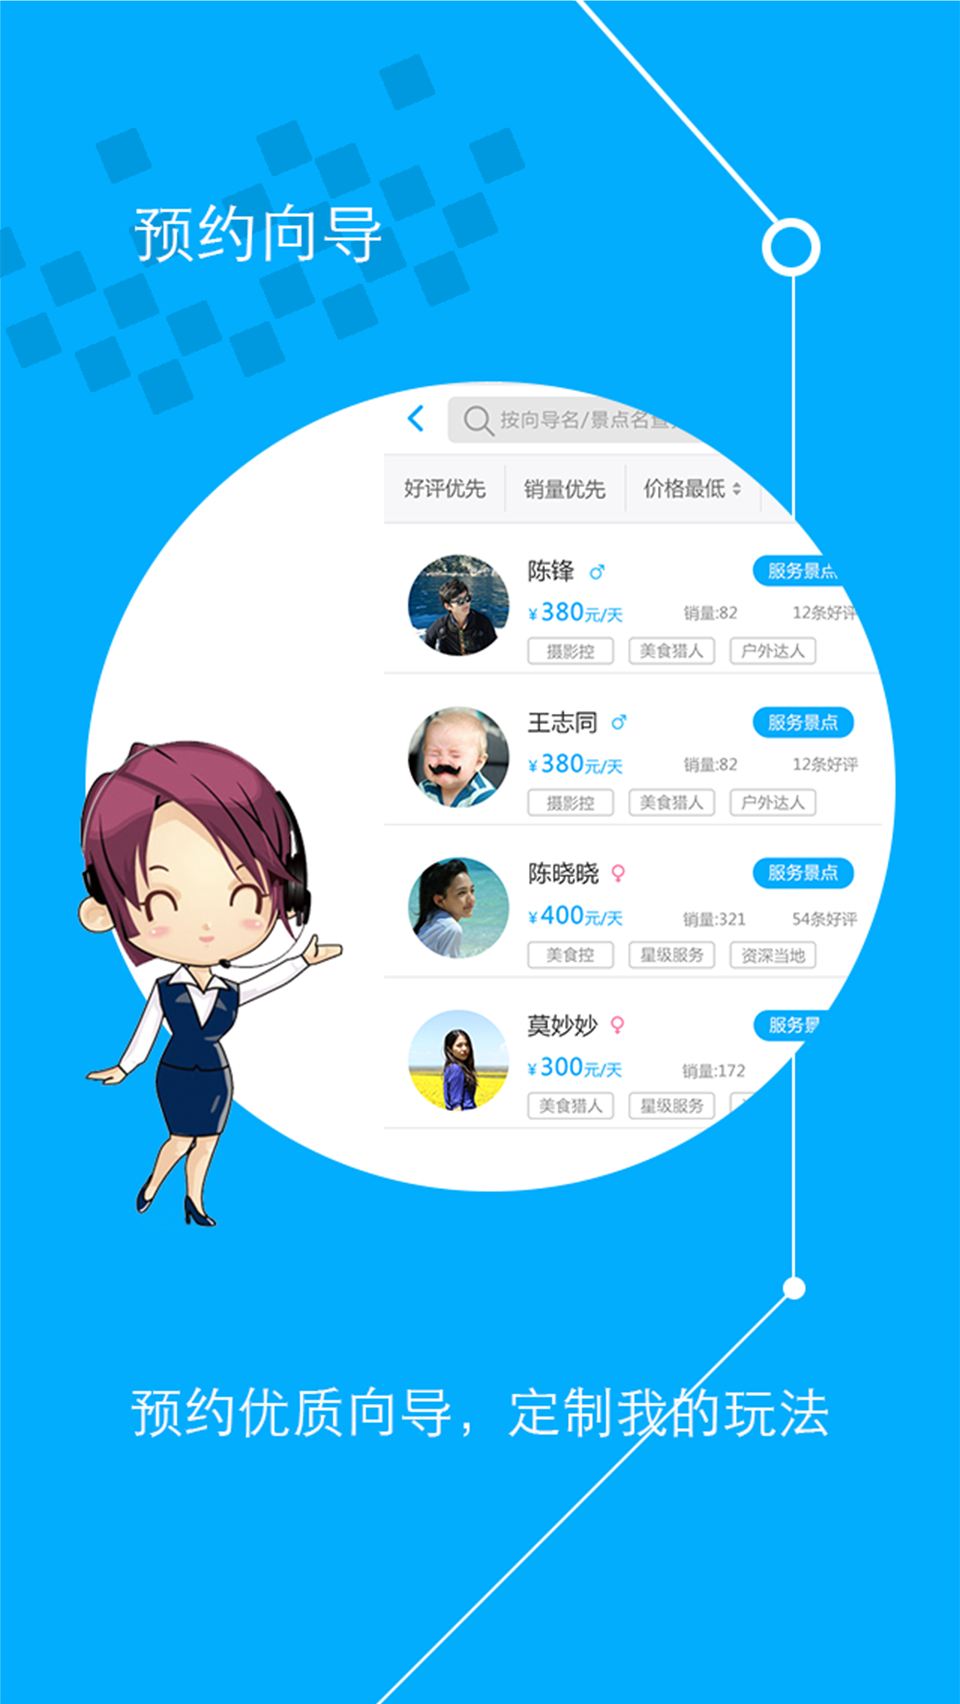 预约向导
按向导名/景点名查
好评优先 销量优先 价格最低
陈锋 服务景点
¥380元/天 销量:82 12条好评
摄影控 美食猎人 户外达人
王志同 服务景点
¥380元/天 销量:82 12条好评
摄影控 美食猎人 户外达人
陈晓晓 服务景点
¥400元/天 销量:321 54条好评
美食控 星级服务 资深当地
莫妙妙 服务景
¥300元/天 销量:172
美食猎人 星级服务
预约优质向导，定制我的玩法